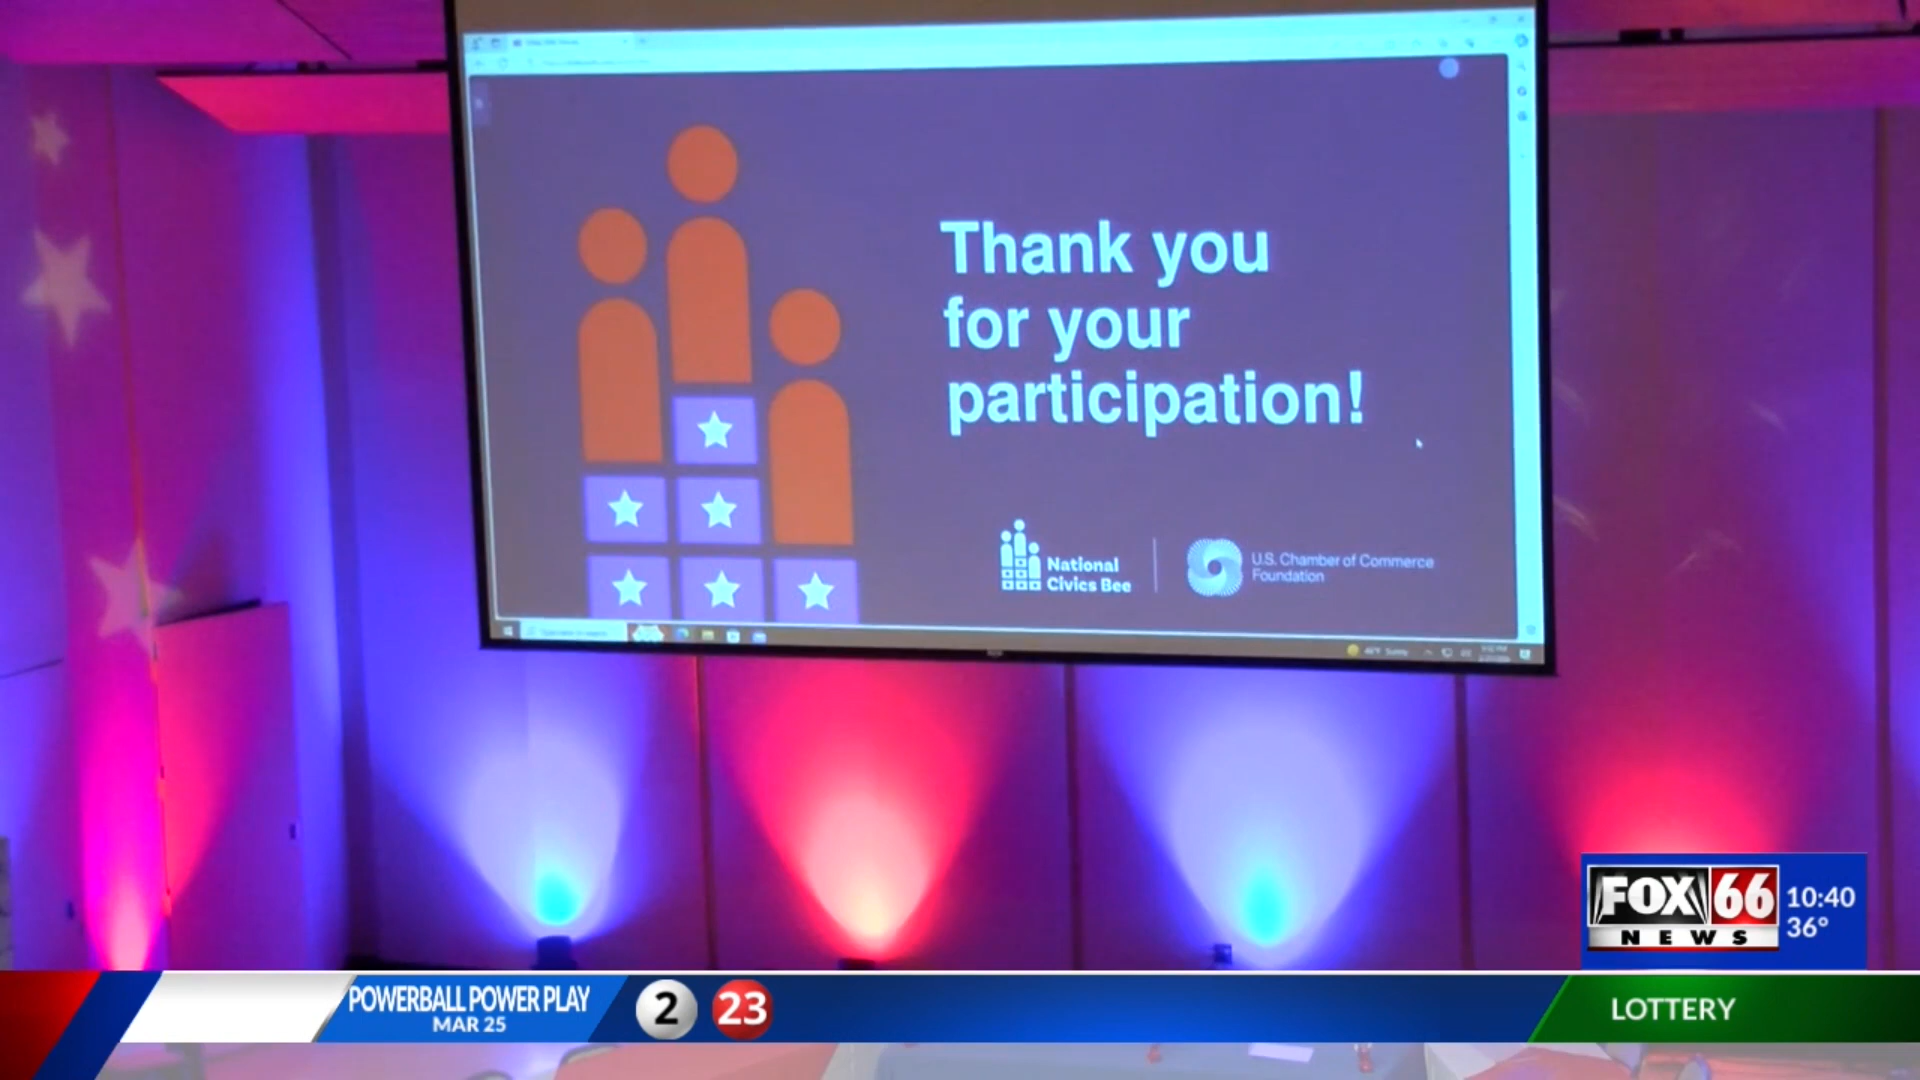 Thank you
for your
participation!
National
Civics Bee
U.S. Chamber of Commerce
Foundation
FOX 66
NEWS
10:40
36°
POWERBALL POWER PLAY
MAR 25
2
23
LOTTERY